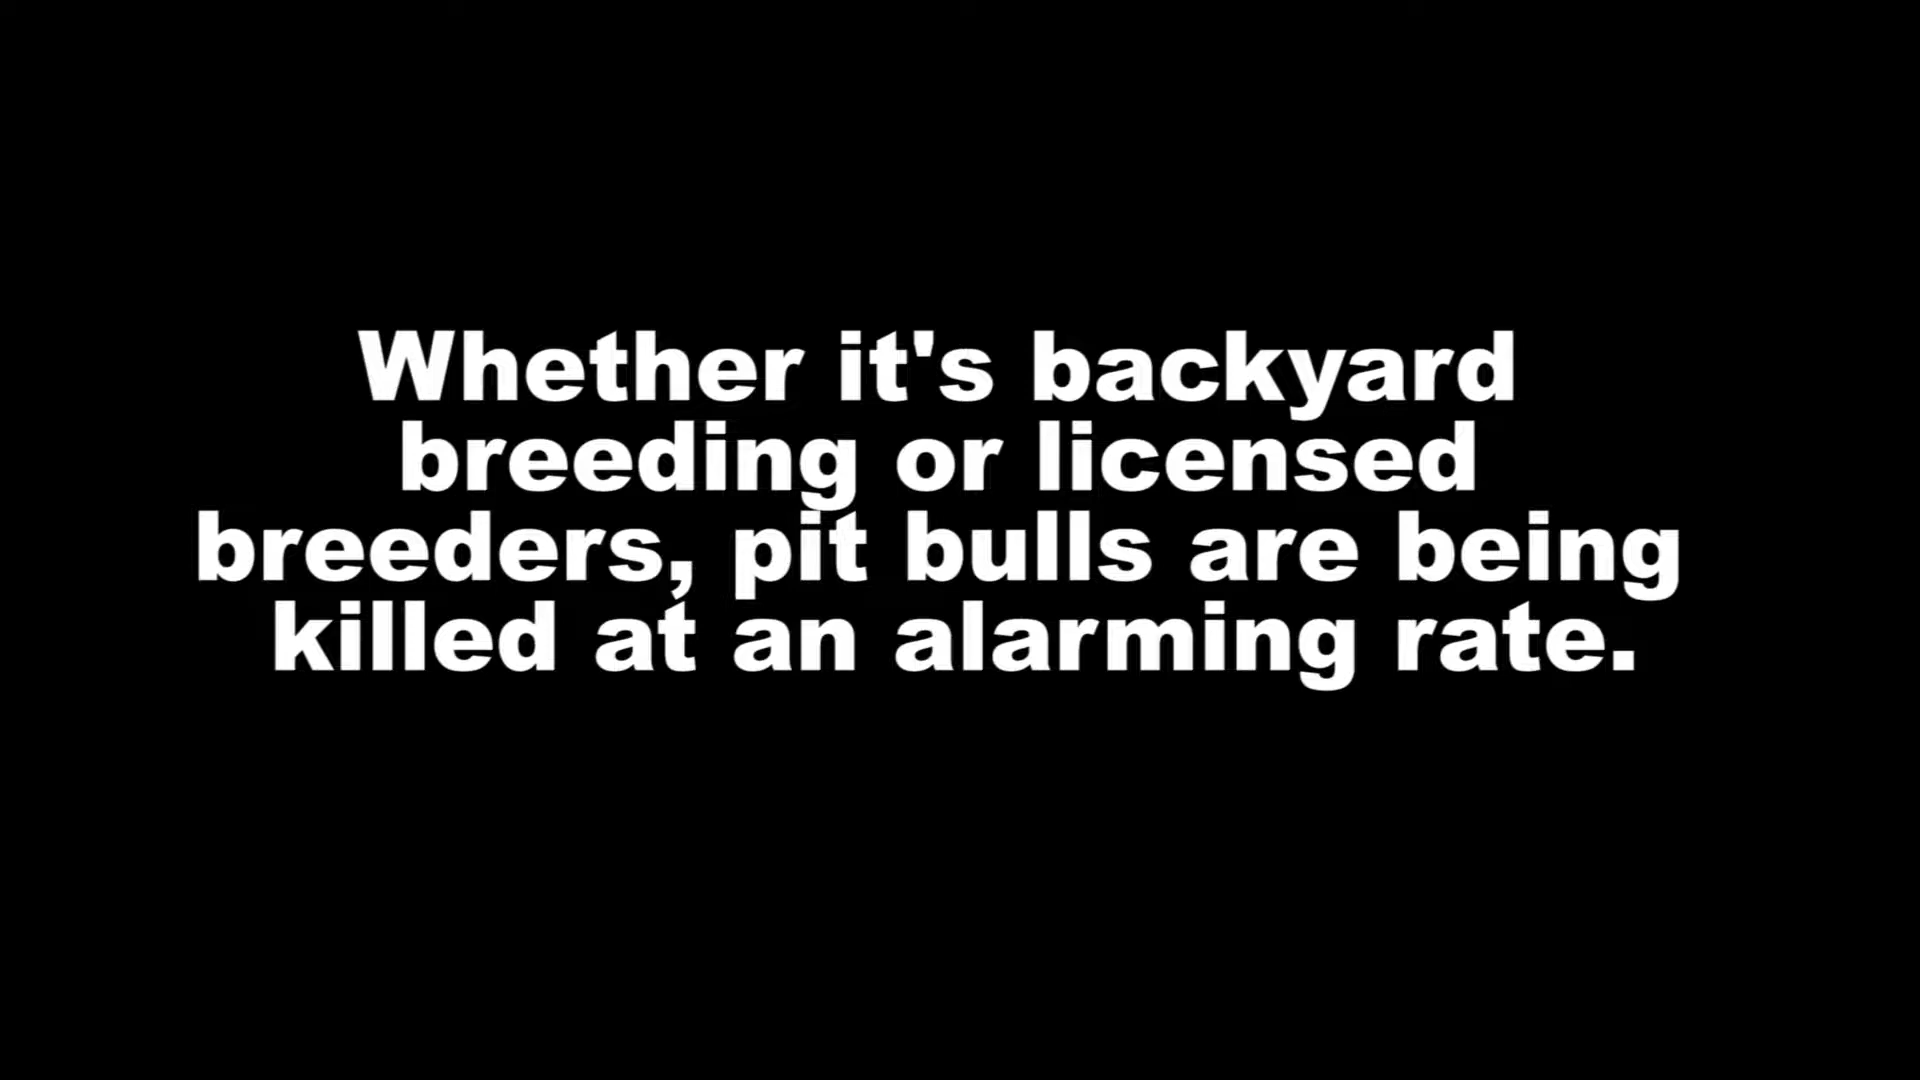 Whether it's backyard
breeding or licensed
breeders, pit bulls are being
killed at an alarming rate.